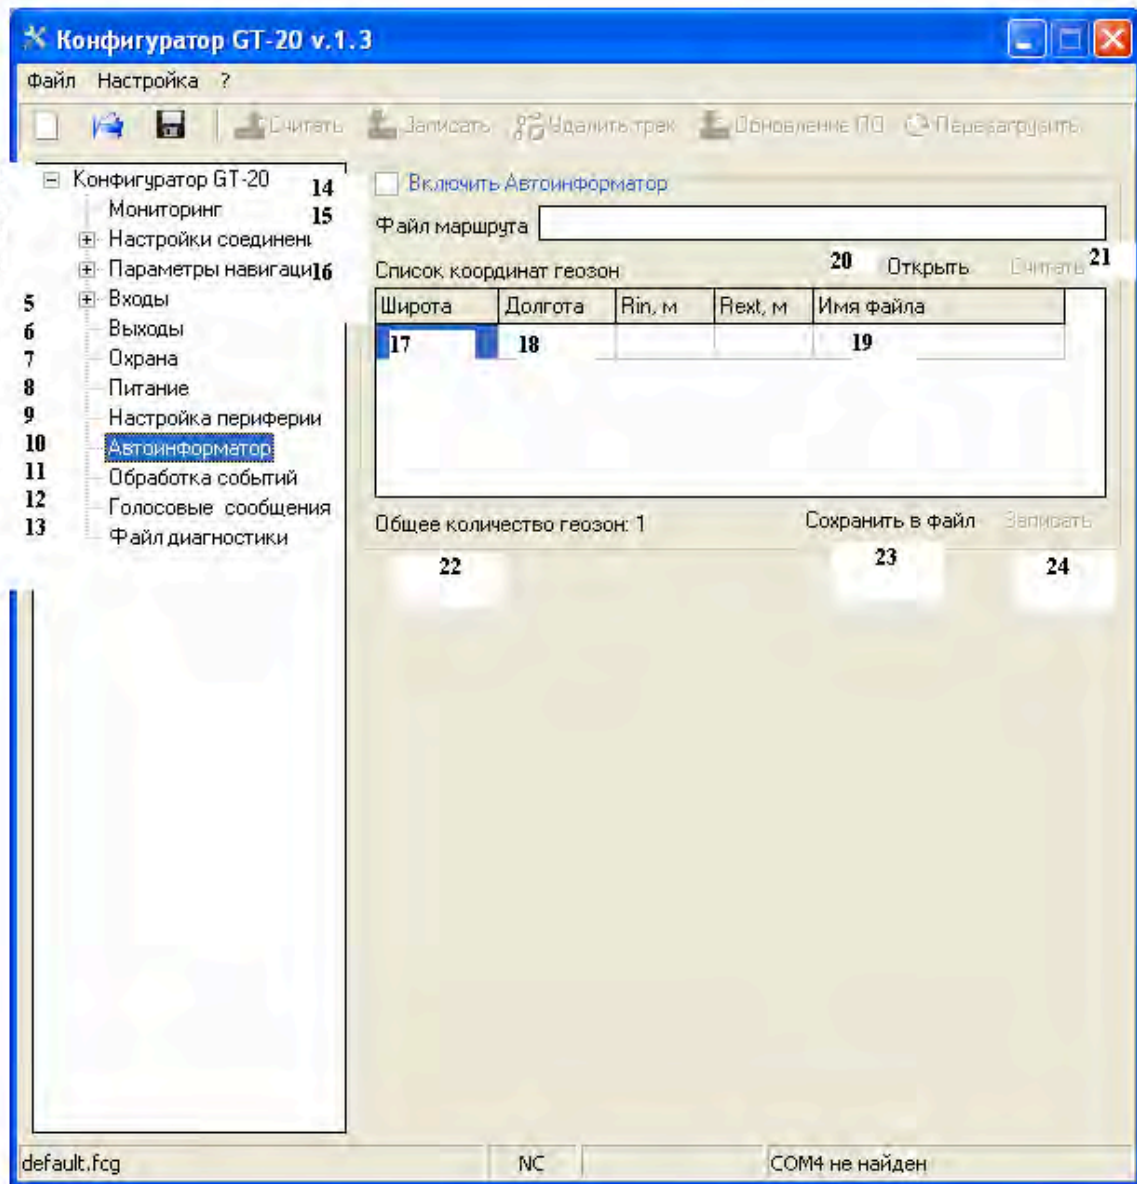 Конфигуратор GT-20 v.1.3
Файл Настройка ?
Считать Записать Удалить трек Обновление ПО Перезагрузить
Конфигуратор GT-20 14
Мониторинг 15
Настройки соединени
Параметры навигаци 16
5 Входы
6 Выходы
7 Охрана
8 Питание
9 Настройка периферии
10 Автоинформатор
11 Обработка событий
12 Голосовые сообщения
13 Файл диагностики
Включить Автоинформатор
Файл маршрута
Список координат геозон 20 Открыть Считать 21
Широта Долгота Rin, м Rext, м Имя файла
17 18 19
Общее количество геозон: 1 Сохранить в файл Записать
22 23 24
default.fcg NC COM4 не найден